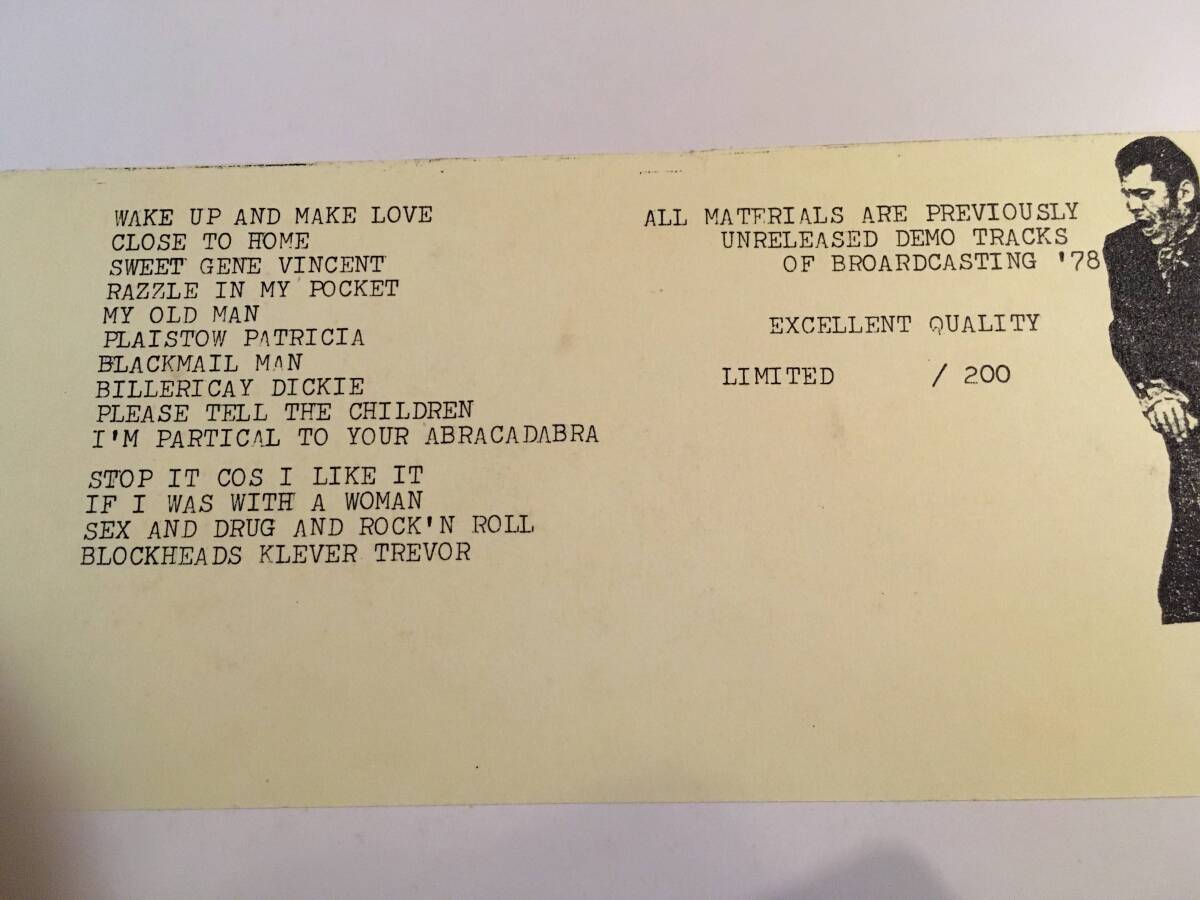 WAKE UP AND MAKE LOVE
CLOSE TO HOME
SWEET GENE VINCENT
RAZZLE IN MY POCKET
MY OLD MAN
PLAISTOW PATRICIA
BLACKMAIL MAN
BILLERICAY DICKIE
PLEASE TELL THE CHILDREN
I'M PARTICAL TO YOUR ABRACADABRA
STOP IT COS I LIKE IT
IF I WAS WITH A WOMAN
SEX AND DRUG AND ROCK'N ROLL
BLOCKHEADS KLEVER TREVOR
ALL MATERIALS ARE PREVIOUSLY
UNRELEASED DEMO TRACKS
OF BROARDCASTING '78
EXCELLENT QUALITY
LIMITED / 200